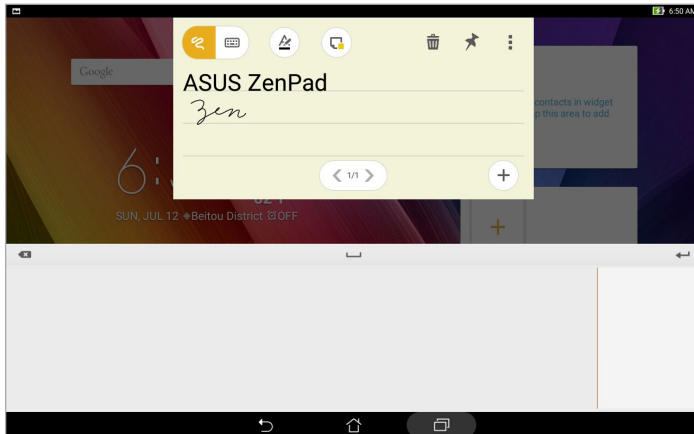 6:50 AM
Google
ASUS ZenPad
Zen
contacts in widget
p this area to add
1/1
6:
SUN, JUL 12 Beitou District OFF